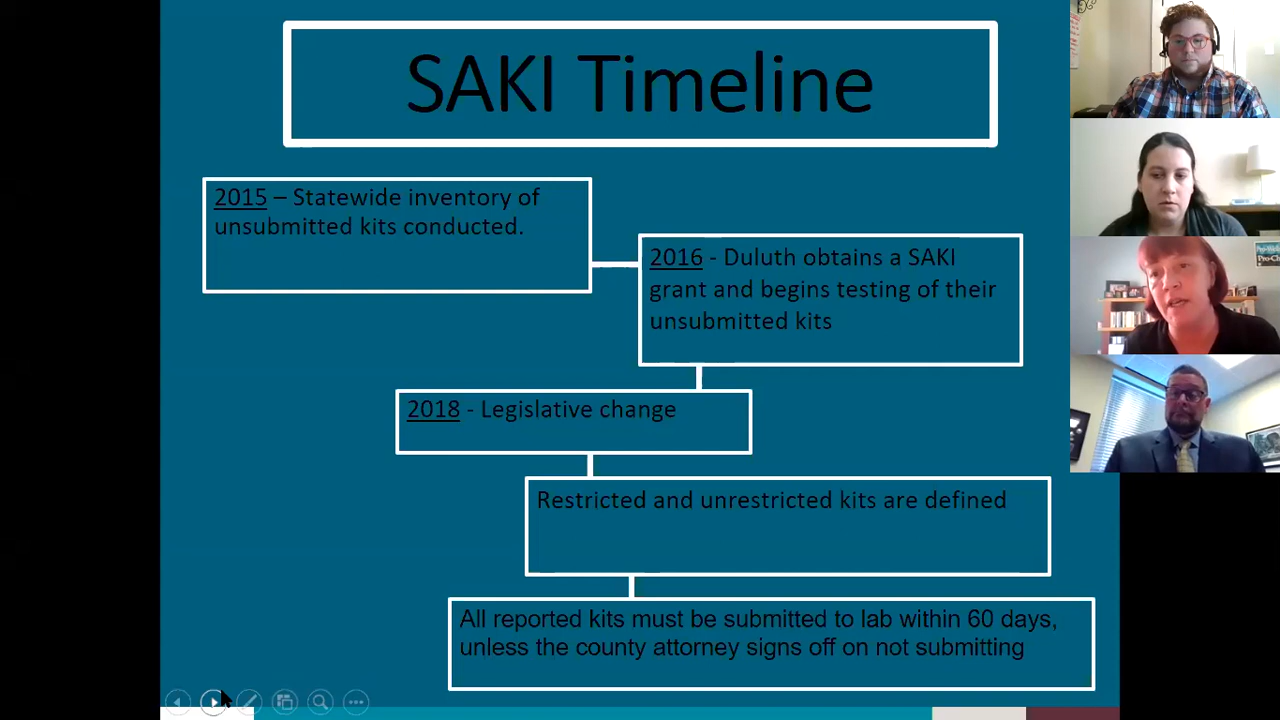 SAKI Timeline
2015 – Statewide inventory of
unsubmitted kits conducted.
2016 - Duluth obtains a SAKI
grant and begins testing of their
unsubmitted kits
2018 - Legislative change
Restricted and unrestricted kits are defined
All reported kits must be submitted to lab within 60 days,
unless the county attorney signs off on not submitting